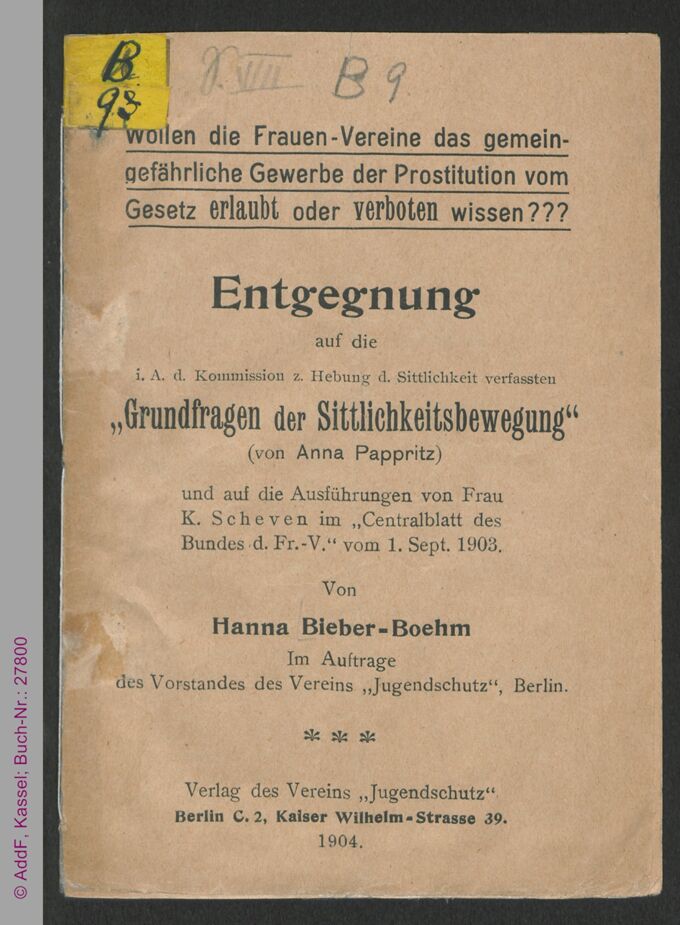 B
93
B 9.
Wollen die Frauen-Vereine das gemein-
gefährliche Gewerbe der Prostitution vom
Gesetz erlaubt oder verboten wissen???
Entgegnung
auf die
i. A. d. Kommission z. Hebung d. Sittlichkeit verfassten
„Grundfragen der Sittlichkeitsbewegung“
(von Anna Pappritz)
und auf die Ausführungen von Frau
K. Scheven im „Centralblatt des
Bundes d. Fr.-V.“ vom 1. Sept. 1903.
Von
Hanna Bieber-Boehm
Im Auftrage
des Vorstandes des Vereins „Jugendschutz“, Berlin.
* * *
Verlag des Vereins „Jugendschutz“
Berlin C. 2, Kaiser Wilhelm-Strasse 39.
1904.
© AddF, Kassel; Buch-Nr.: 27800